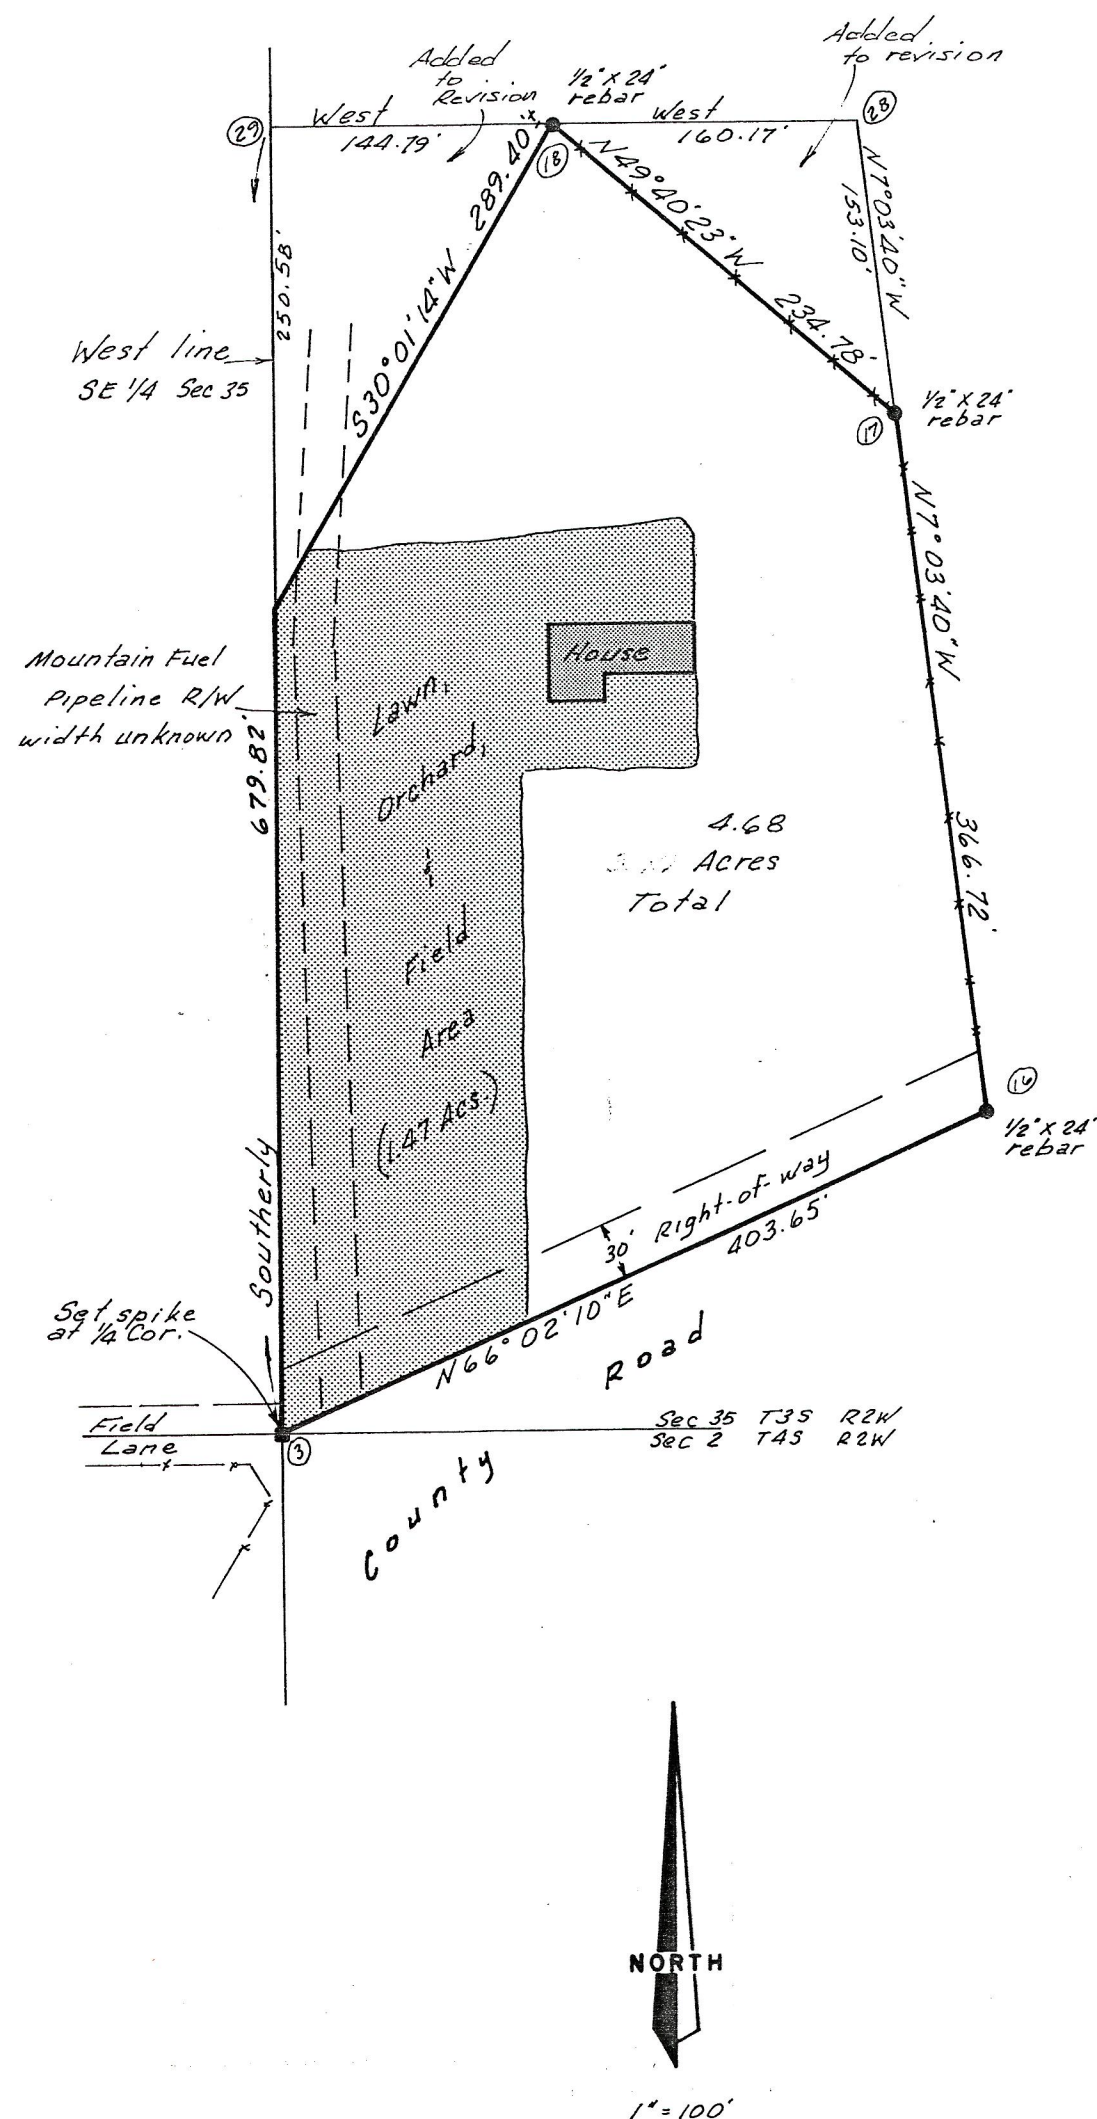 Added
to
Revision
1/2" X 24"
rebar
Added
to revision
29
West
144.79'
18
West
160.17'
28
289.40'
S30°01'14"W
N49°40'23"W
234.78'
N7°03'40"W
153.10'
250.58'
West line
SE 1/4 Sec 35
17
1/2" X 24"
rebar
N7°03'40"W
366.72'
House
Mountain Fuel
Pipeline R/W
width unknown
679.82'
Southerly
Lawn,
Orchard,
&
Field
Area
(1.47 Acs.)
4.68
Acres
Total
16
1/2" X 24"
rebar
Right-of-way
30'
403.65'
N66°02'10"E
Set spike
at 1/4 Cor.
3
Field
Lane
County Road
Sec 35 T3S R2W
Sec 2 T4S R2W
NORTH
1" = 100'